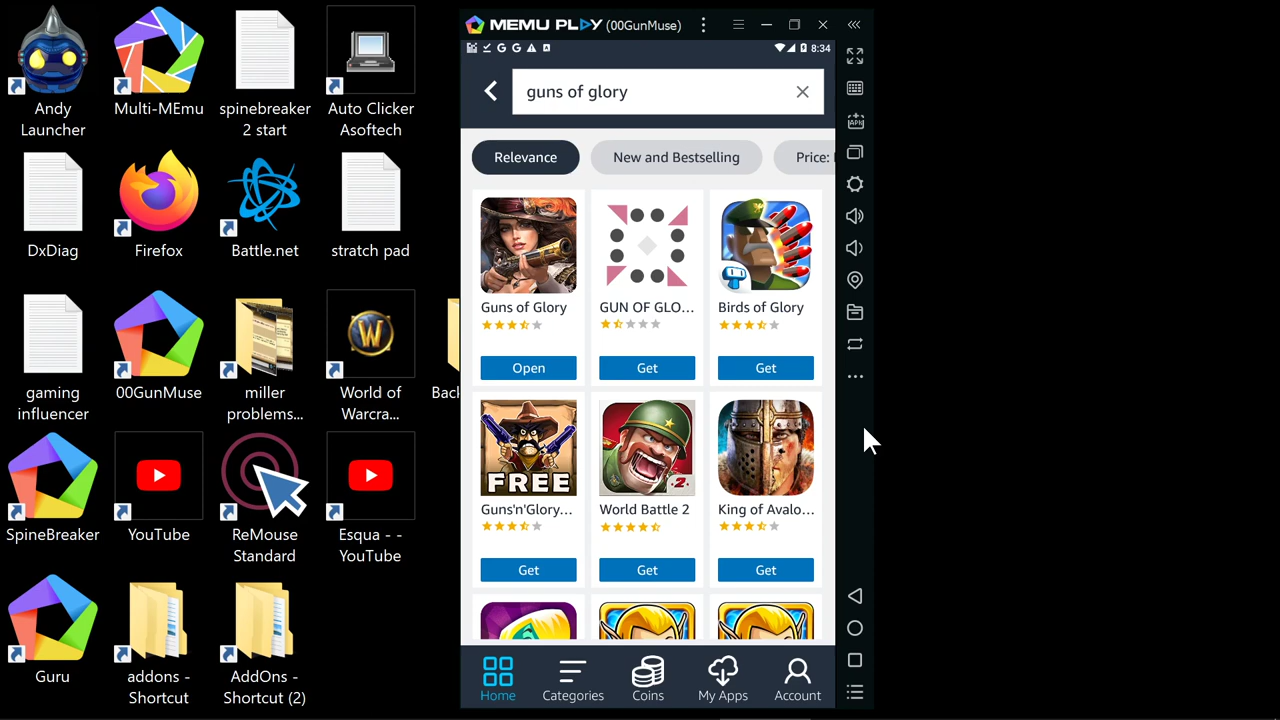 Andy
Launcher
Multi-MEmu
spinebreaker
2 start
Auto Clicker
Asoftech
DxDiag
Firefox
Battle.net
stratch pad
gaming
influencer
00GunMuse
miller
problems...
World of
Warcra...
Back
SpineBreaker
YouTube
ReMouse
Standard
Esqua - -
YouTube
Guru
addons -
Shortcut
AddOns -
Shortcut (2)
MEMU PLAY (00GunMuse)
8:34
guns of glory
Relevance
New and Bestselling
Price:
Guns of Glory
GUN OF GLO...
Birds of Glory
Open
Get
Get
FREE
2
Guns'n'Glory...
World Battle 2
King of Avalo...
Get
Get
Get
Home
Categories
Coins
My Apps
Account